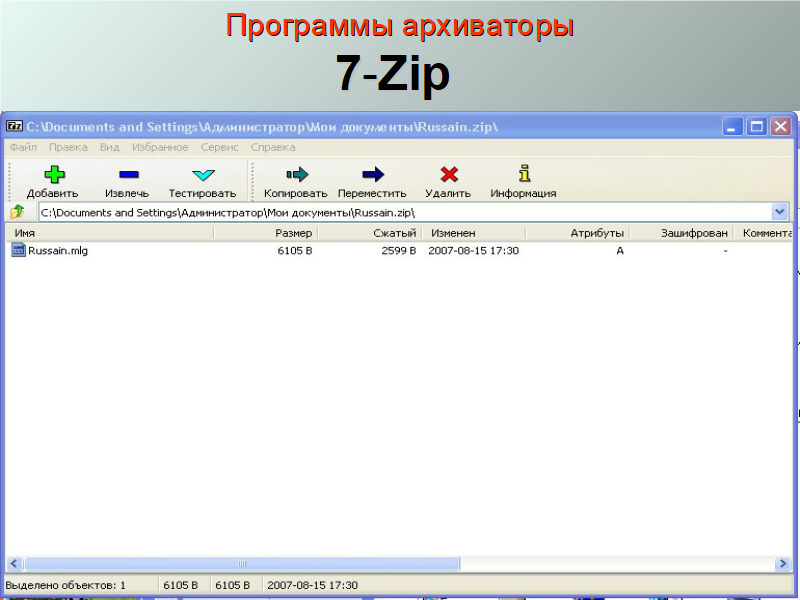 Программы архиваторы
7-Zip
C:\Documents and Settings\Администратор\Мои документы\Russain.zip\
Файл Правка Вид Избранное Сервис Справка
Добавить Извлечь Тестировать Копировать Переместить Удалить Информация
C:\Documents and Settings\Администратор\Мои документы\Russain.zip\
Имя Размер Сжатый Изменен Атрибуты Зашифрован Коммента
Russain.mlg 6105 B 2599 B 2007-08-15 17:30 A -
Выделено объектов: 1 6105 B 6105 B 2007-08-15 17:30